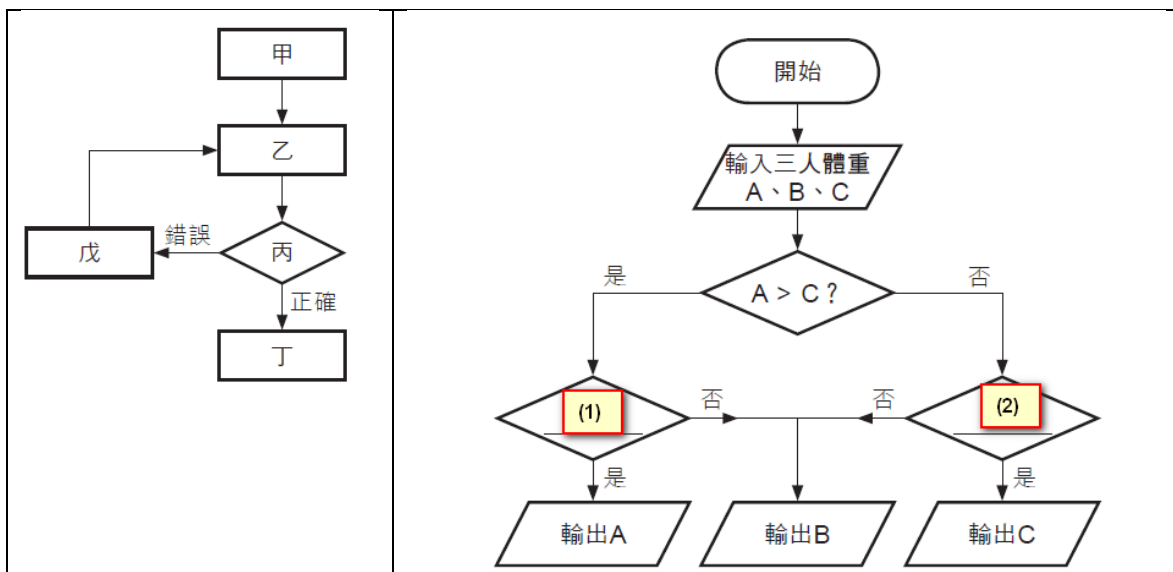 甲
乙
丙
錯誤
戊
正確
丁
開始
輸入三人體重
A、B、C
A > C?
是
否
(1)
否
否
(2)
是
是
輸出A
輸出B
輸出C